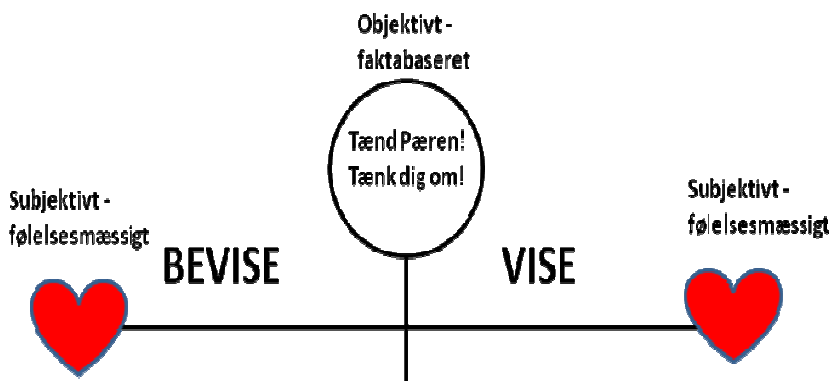 Objektivt -
faktabaseret
Tænd Pæren!
Tænk dig om!
Subjektivt -
følelsesmæssigt
BEVISE
VISE
Subjektivt -
følelsesmæssigt